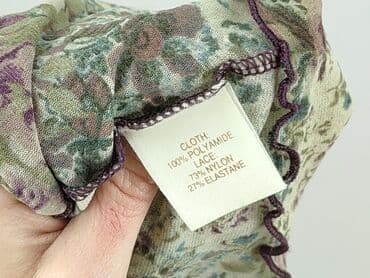 CLOTH:
100% POLYAMIDE
LACE:
73% NYLON
27% ELASTANE